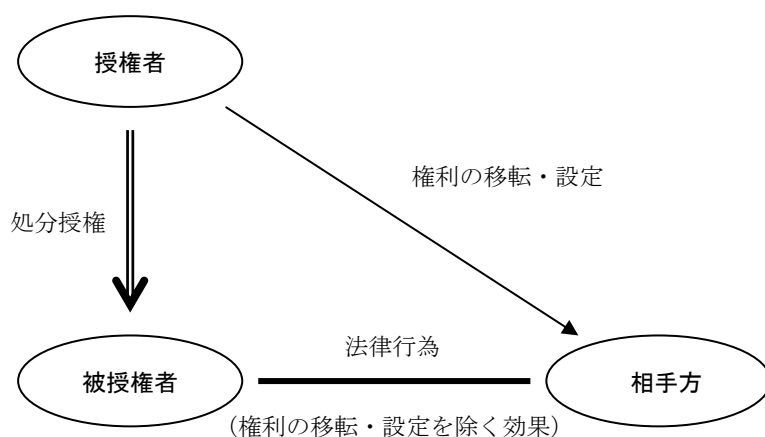 授権者
権利の移転・設定
処分授権
法律行為
被授権者
相手方
（権利の移転・設定を除く効果）